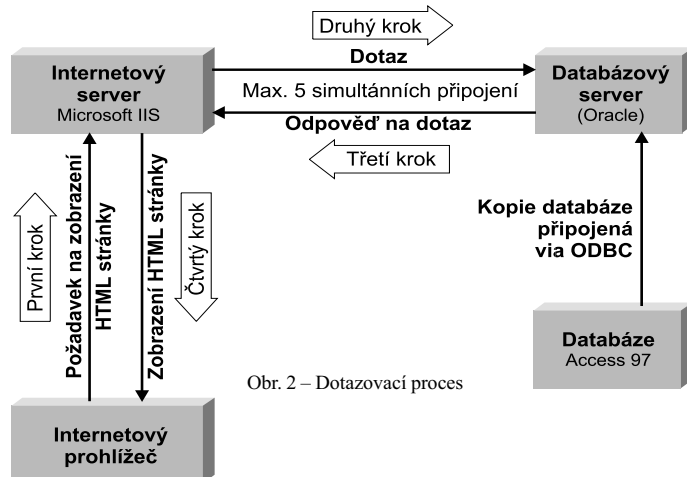 Druhý krok
Internetový
server
Microsoft IIS
Dotaz
Max. 5 simultánních připojení
Odpověď na dotaz
Třetí krok
Databázový
server
(Oracle)
První krok
Požadavek na zobrazení
HTML stránky
Zobrazení HTML stránky
Čtvrtý krok
Kopie databáze
připojená
via ODBC
Databáze
Access 97
Obr. 2 – Dotazovací proces
Internetový
prohlížeč